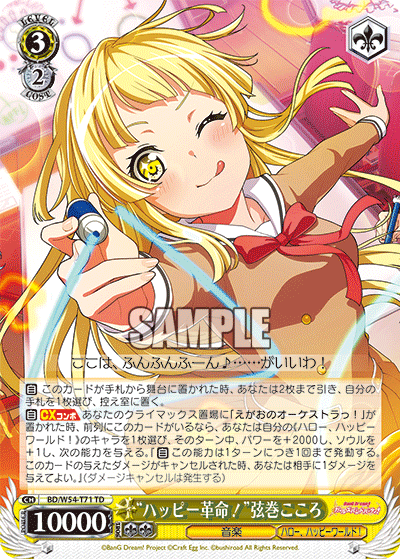 LEVEL
3
2
COST
SAMPLE
ここは、ふんふんふーん♪……がいいわ！
自 このカードが手札から舞台に置かれた時、あなたは2枚まで引き、自分の
手札を1枚選び、控え室に置く。
自 CXコンボ あなたのクライマックス置場に「えがおのオーケストラっ！」が
置かれた時、前列にこのカードがいるなら、あなたは自分の《ハロー、ハッピー
ワールド！》のキャラを1枚選び、そのターン中、パワーを＋2000し、ソウルを
＋1し、次の能力を与える。『自 この能力は1ターンにつき1回まで発動する。
このカードの与えたダメージがキャンセルされた時、あなたは相手に1ダメージを
与えてよい。』（ダメージキャンセルは発生する）
CH BD/W54-T71 TD
"ハッピー革命！"弦巻こころ
10000
音楽
ハロー、ハッピーワールド！
©BanG Dream! Project ©Craft Egg Inc. ©bushiroad All Rights Reserved.